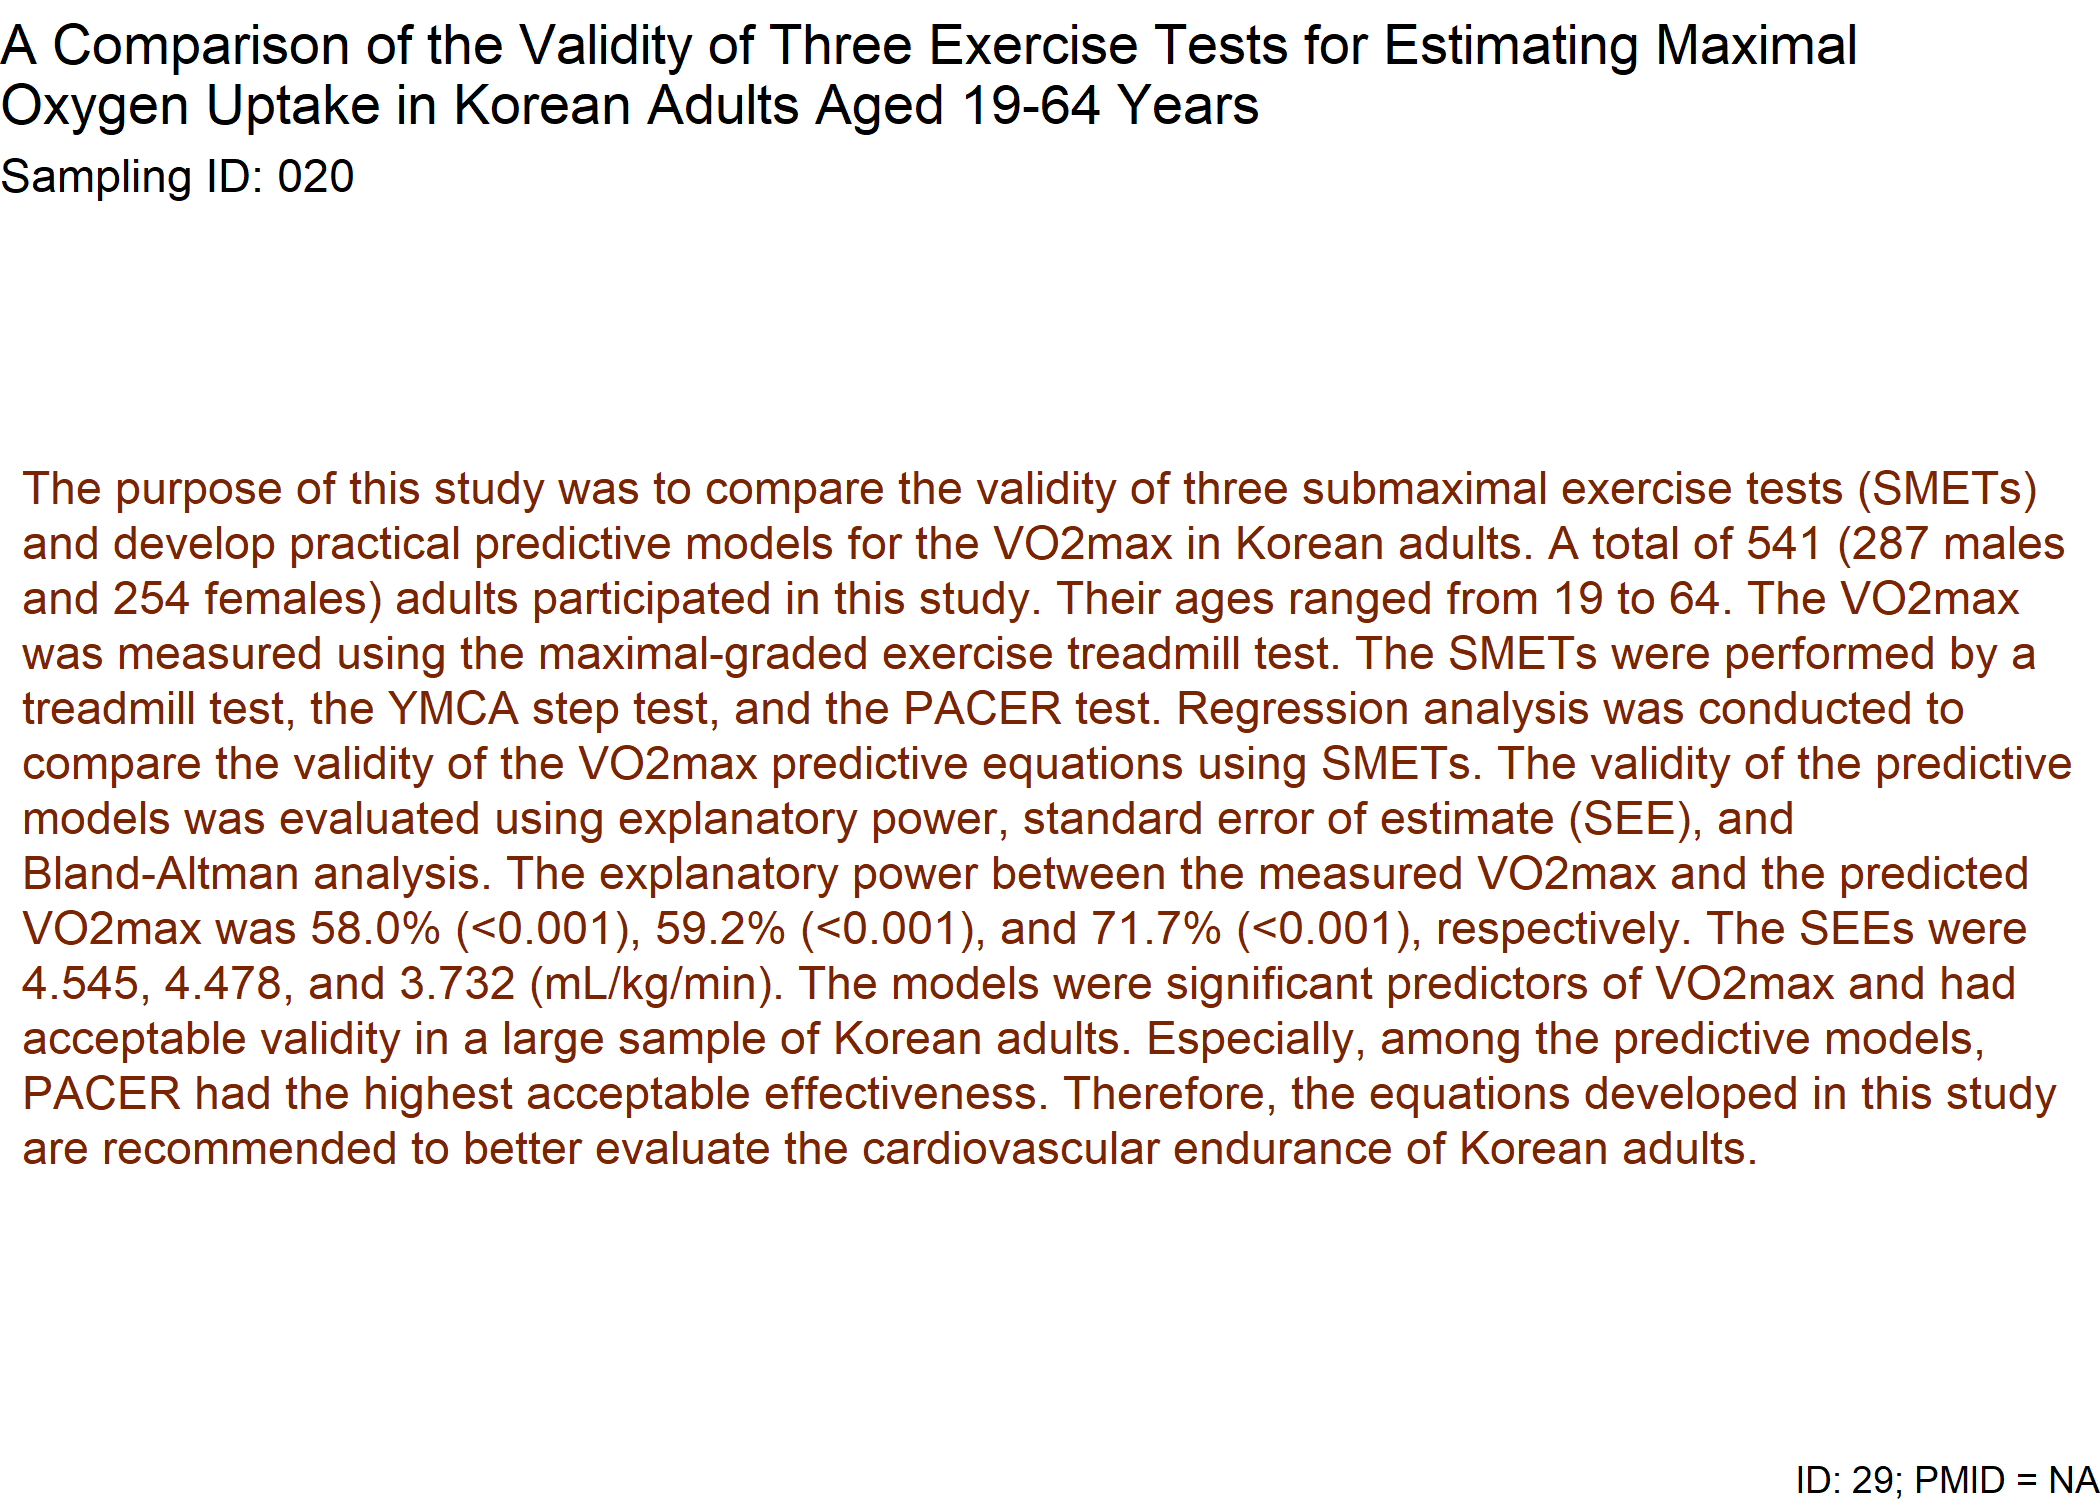 A Comparison of the Validity of Three Exercise Tests for Estimating Maximal
Oxygen Uptake in Korean Adults Aged 19-64 Years
Sampling ID: 020
The purpose of this study was to compare the validity of three submaximal exercise tests (SMETs)
and develop practical predictive models for the VO2max in Korean adults. A total of 541 (287 males
and 254 females) adults participated in this study. Their ages ranged from 19 to 64. The VO2max
was measured using the maximal-graded exercise treadmill test. The SMETs were performed by a
treadmill test, the YMCA step test, and the PACER test. Regression analysis was conducted to
compare the validity of the VO2max predictive equations using SMETs. The validity of the predictive
models was evaluated using explanatory power, standard error of estimate (SEE), and
Bland-Altman analysis. The explanatory power between the measured VO2max and the predicted
VO2max was 58.0% (<0.001), 59.2% (<0.001), and 71.7% (<0.001), respectively. The SEEs were
4.545, 4.478, and 3.732 (mL/kg/min). The models were significant predictors of VO2max and had
acceptable validity in a large sample of Korean adults. Especially, among the predictive models,
PACER had the highest acceptable effectiveness. Therefore, the equations developed in this study
are recommended to better evaluate the cardiovascular endurance of Korean adults.
ID: 29; PMID = NA